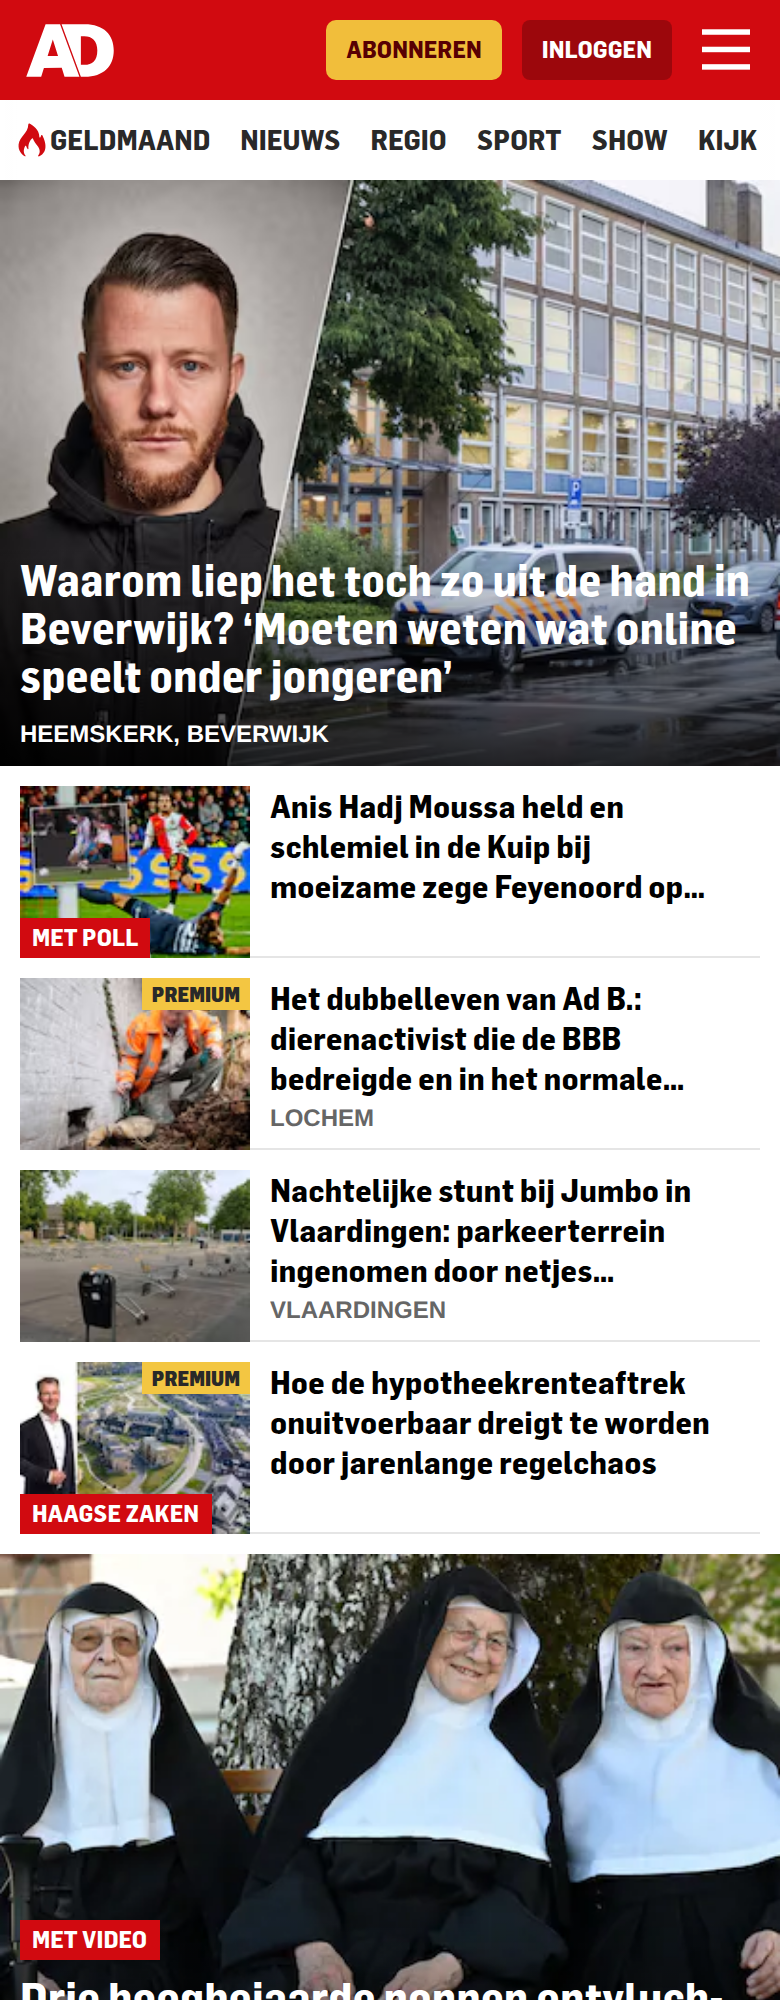 AD
ABONNEREN
INLOGGEN
GELDMAAND NIEUWS REGIO SPORT SHOW KIJK
Waarom liep het toch zo uit de hand in
Beverwijk? ‘Moeten weten wat online
speelt onder jongeren’
HEEMSKERK, BEVERWIJK
MET POLL
Anis Hadj Moussa held en
schlemiel in de Kuip bij
moeizame zege Feyenoord op...
PREMIUM
Het dubbelleven van Ad B.:
dierenactivist die de BBB
bedreigde en in het normale...
LOCHEM
Nachtelijke stunt bij Jumbo in
Vlaardingen: parkeerterrein
ingenomen door netjes...
VLAARDINGEN
PREMIUM
HAAGSE ZAKEN
Hoe de hypotheekrenteaftrek
onuitvoerbaar dreigt te worden
door jarenlange regelchaos
MET VIDEO
Drie hoogbejaarde nonnen ontvluch-